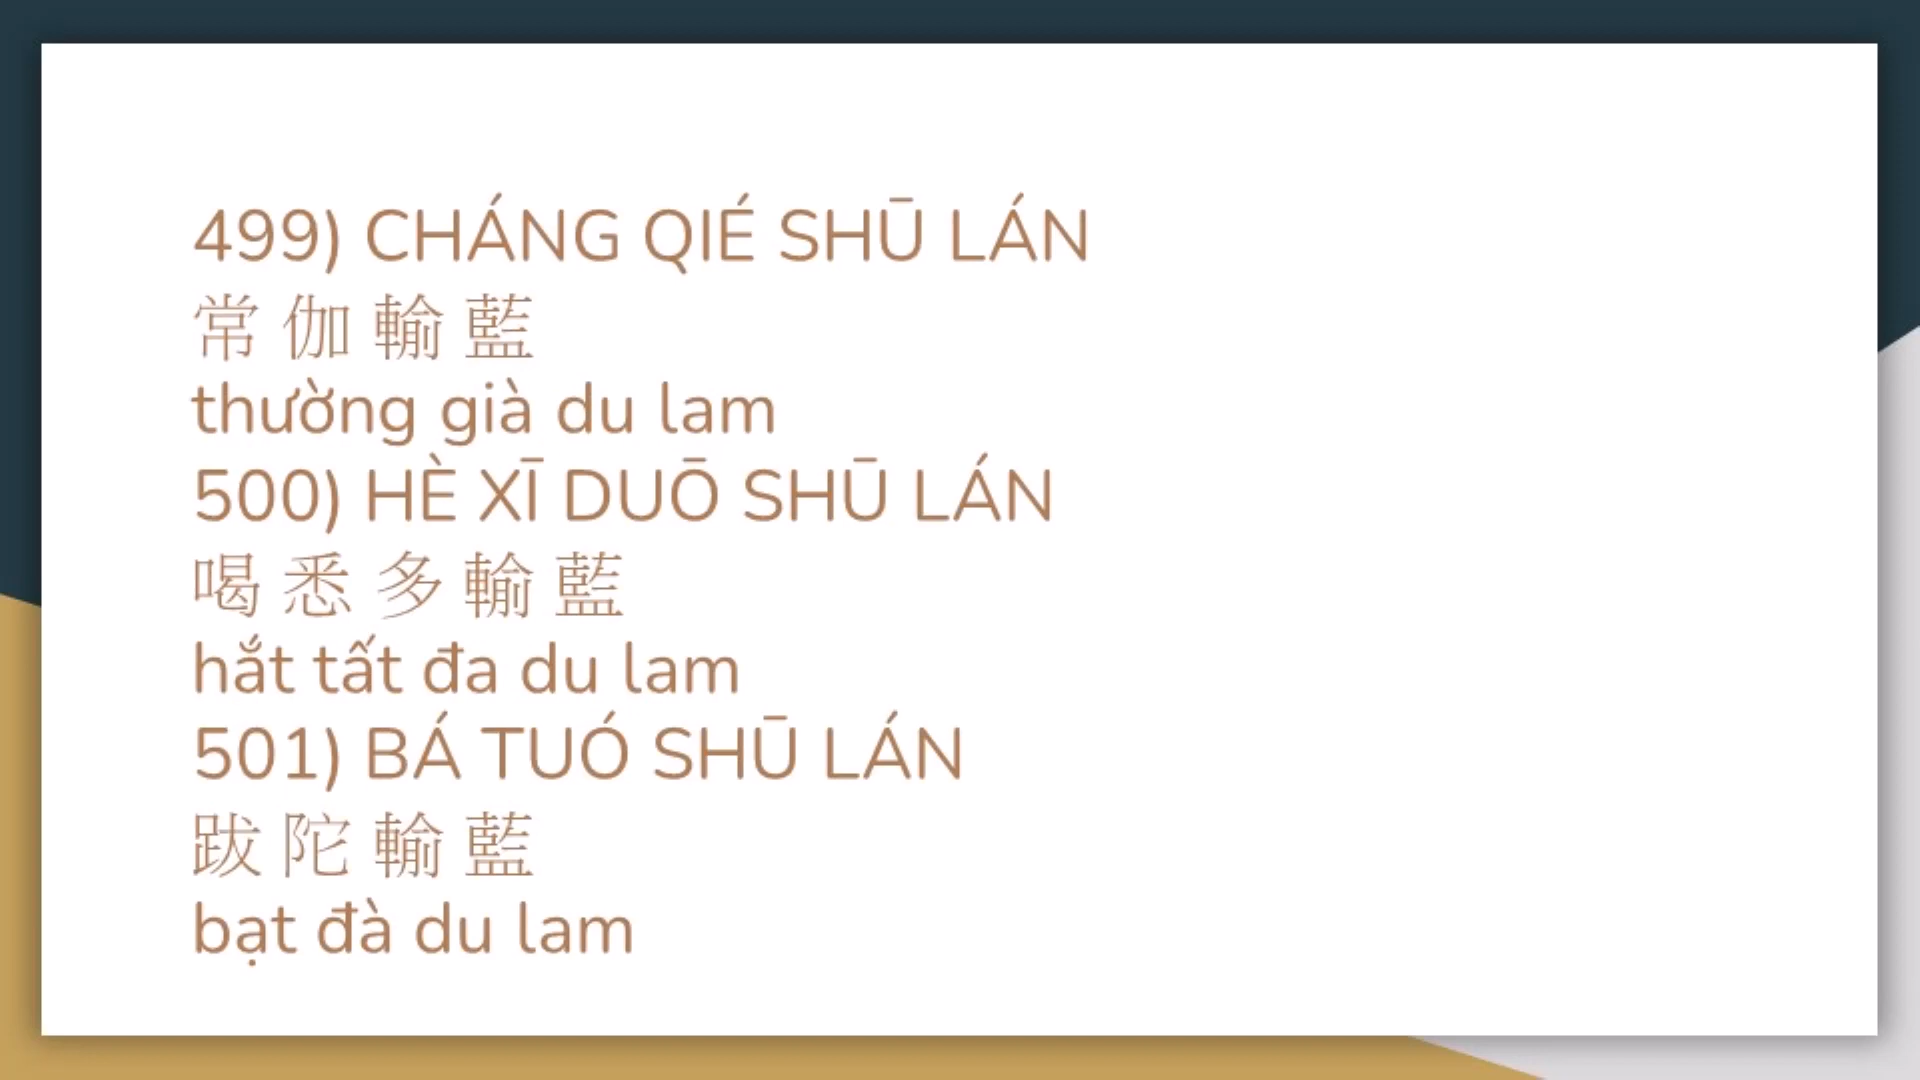 499) CHÁNG QIÉ SHŪ LÁN
常 伽 輸 藍
thường già du lam
500) HÈ XĪ DUŌ SHŪ LÁN
喝 悉 多 輸 藍
hắt tất đa du lam
501) BÁ TUÓ SHŪ LÁN
跋 陀 輸 藍
bạt đà du lam